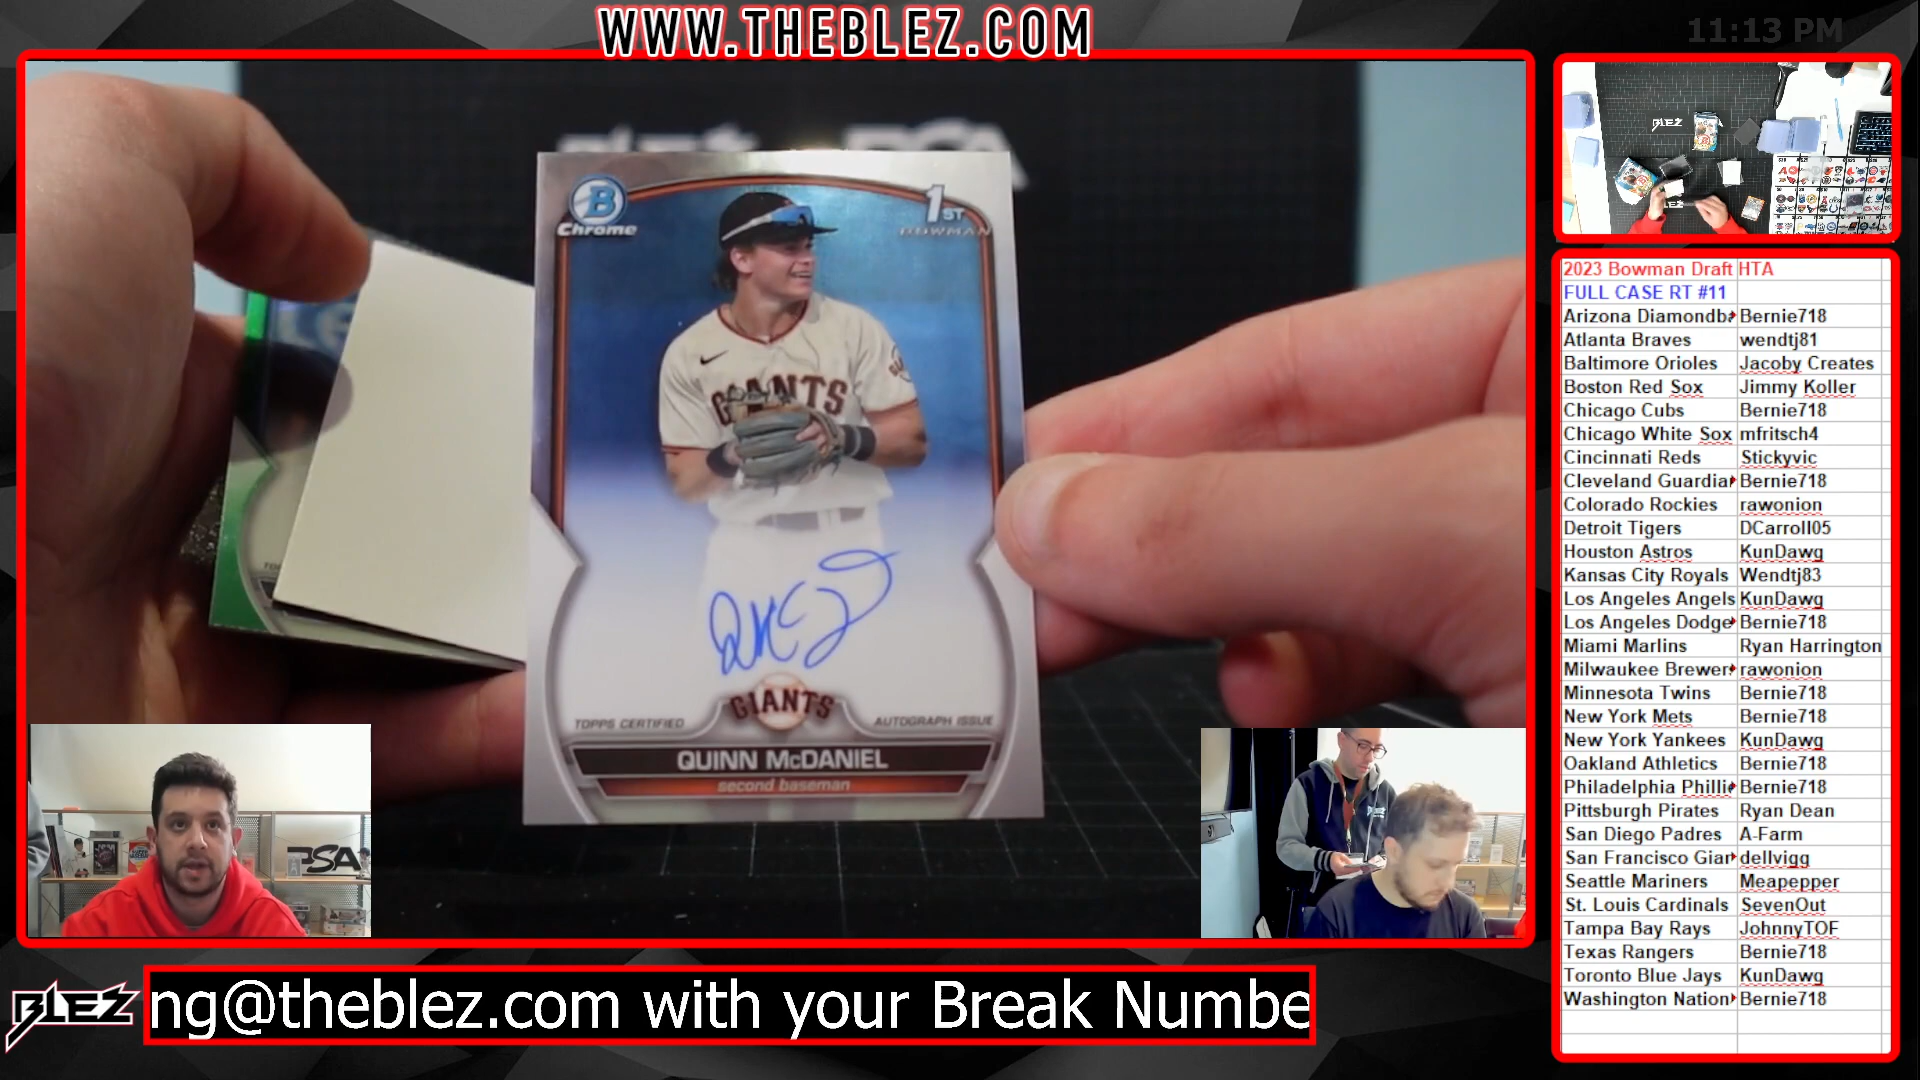 WWW.THEBLEZ.COM
11:13 PM
B
Chrome
1ST
BOWMAN
GIANTS
GIANTS
TOPPS CERTIFIED
AUTOGRAPH ISSUE
QUINN McDANIEL
second baseman
BLEZ
2023 Bowman Draft HTA
FULL CASE RT #11
Arizona Diamondba Bernie718
Atlanta Braves wendtj81
Baltimore Orioles Jacoby Creates
Boston Red Sox Jimmy Koller
Chicago Cubs Bernie718
Chicago White Sox mfritsch4
Cincinnati Reds Stickyvic
Cleveland Guardian Bernie718
Colorado Rockies rawonion
Detroit Tigers DCarroll05
Houston Astros KunDawg
Kansas City Royals Wendtj83
Los Angeles Angels KunDawg
Los Angeles Dodge Bernie718
Miami Marlins Ryan Harrington
Milwaukee Brewer rawonion
Minnesota Twins Bernie718
New York Mets Bernie718
New York Yankees KunDawg
Oakland Athletics Bernie718
Philadelphia Philli Bernie718
Pittsburgh Pirates Ryan Dean
San Diego Padres A-Farm
San Francisco Gian dellvigg
Seattle Mariners Meapepper
St. Louis Cardinals SevenOut
Tampa Bay Rays JohnnyTOF
Texas Rangers Bernie718
Toronto Blue Jays KunDawg
Washington Nation Bernie718
BSA
BLEZ
ng@theblez.com with your Break Numbe